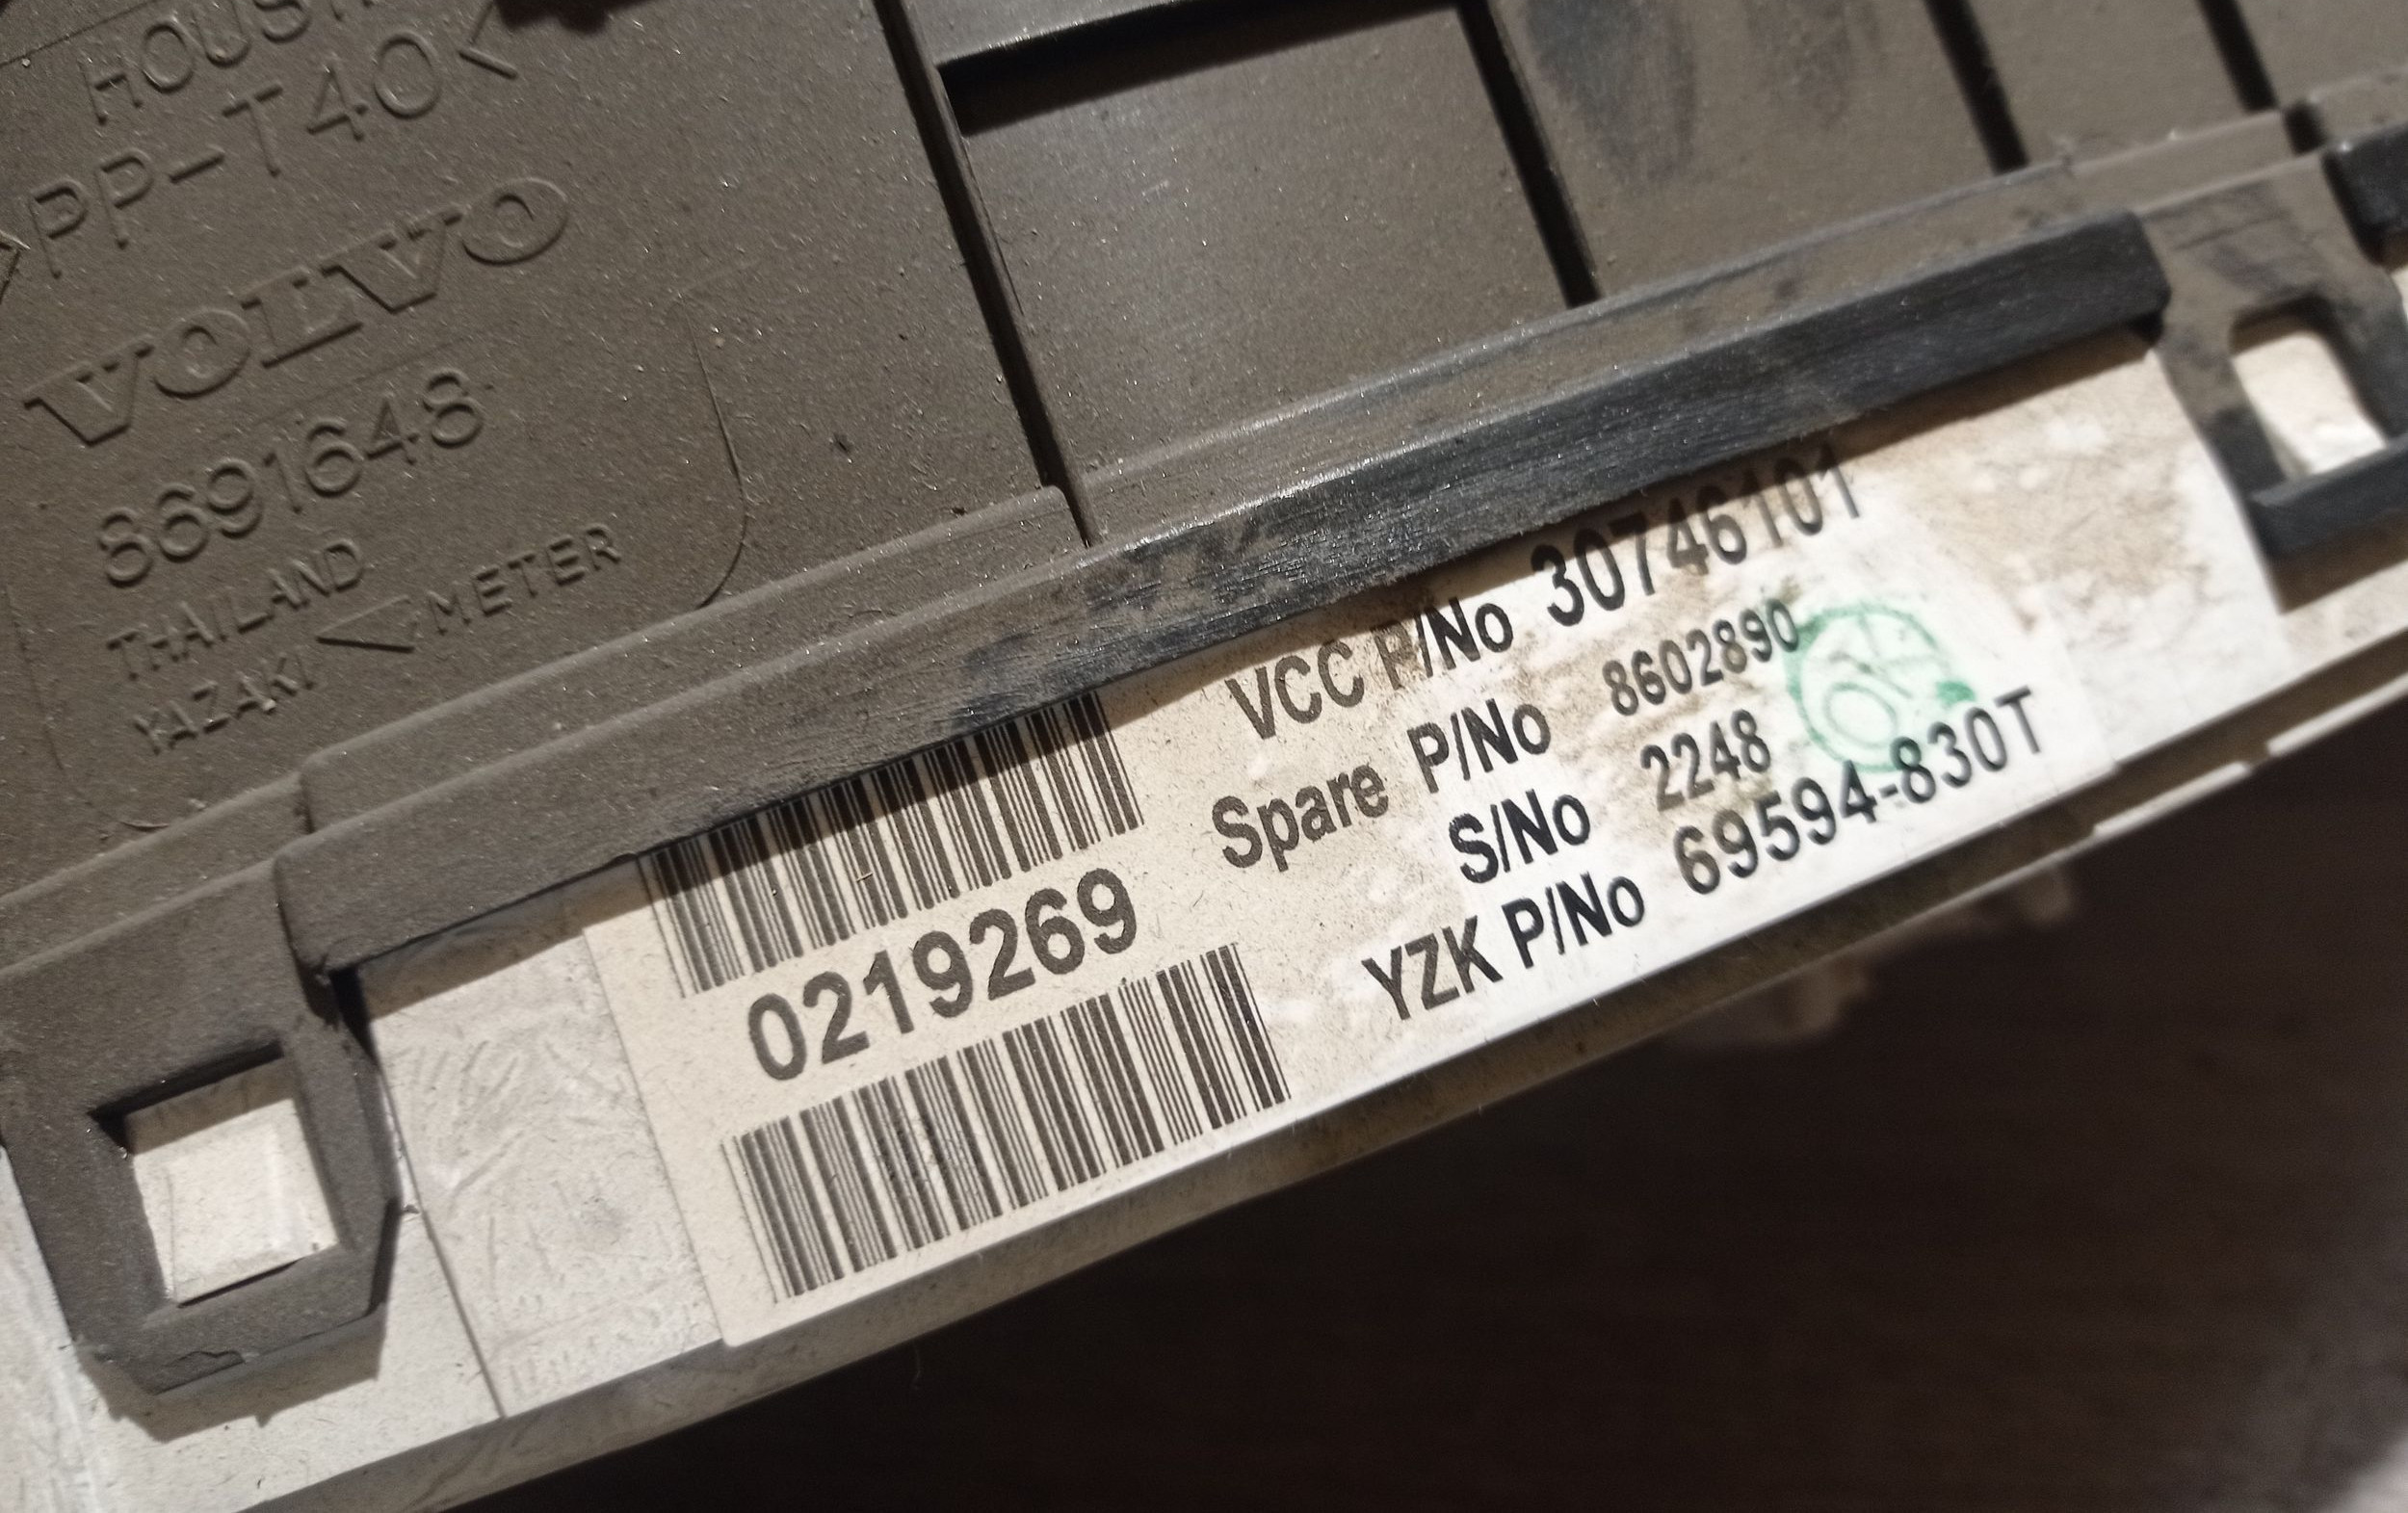 >PP-T40<
VOLVO
8691648
THAILAND
YAZAKI METER
VCC P/No 30746101
Spare P/No 8602890
S/No 2248
YZK P/No 69594-830T
0219269